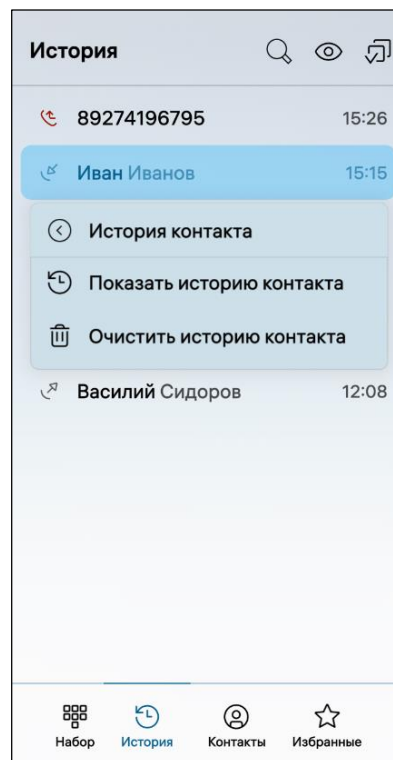 История
89274196795 15:26
Иван Иванов 15:15
История контакта
Показать историю контакта
Очистить историю контакта
Василий Сидоров 12:08
Набор История Контакты Избранные